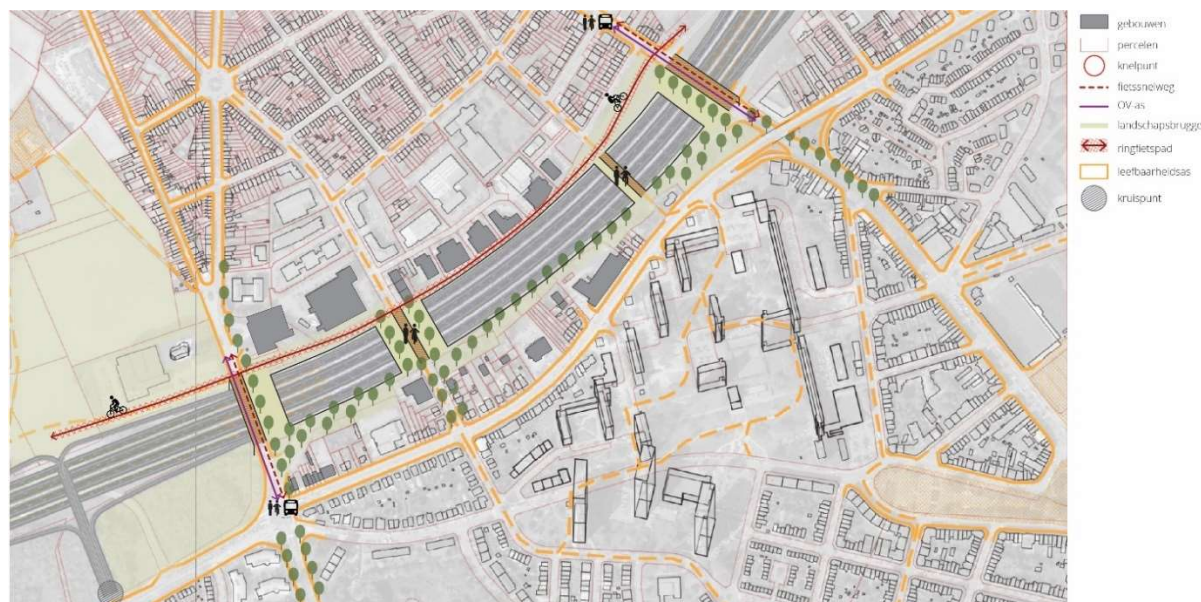 gebouwen
percelen
knelpunt
fietssnelweg
OV-as
landschapsbrugge
ringfietspad
leefbaarheidsas
kruispunt